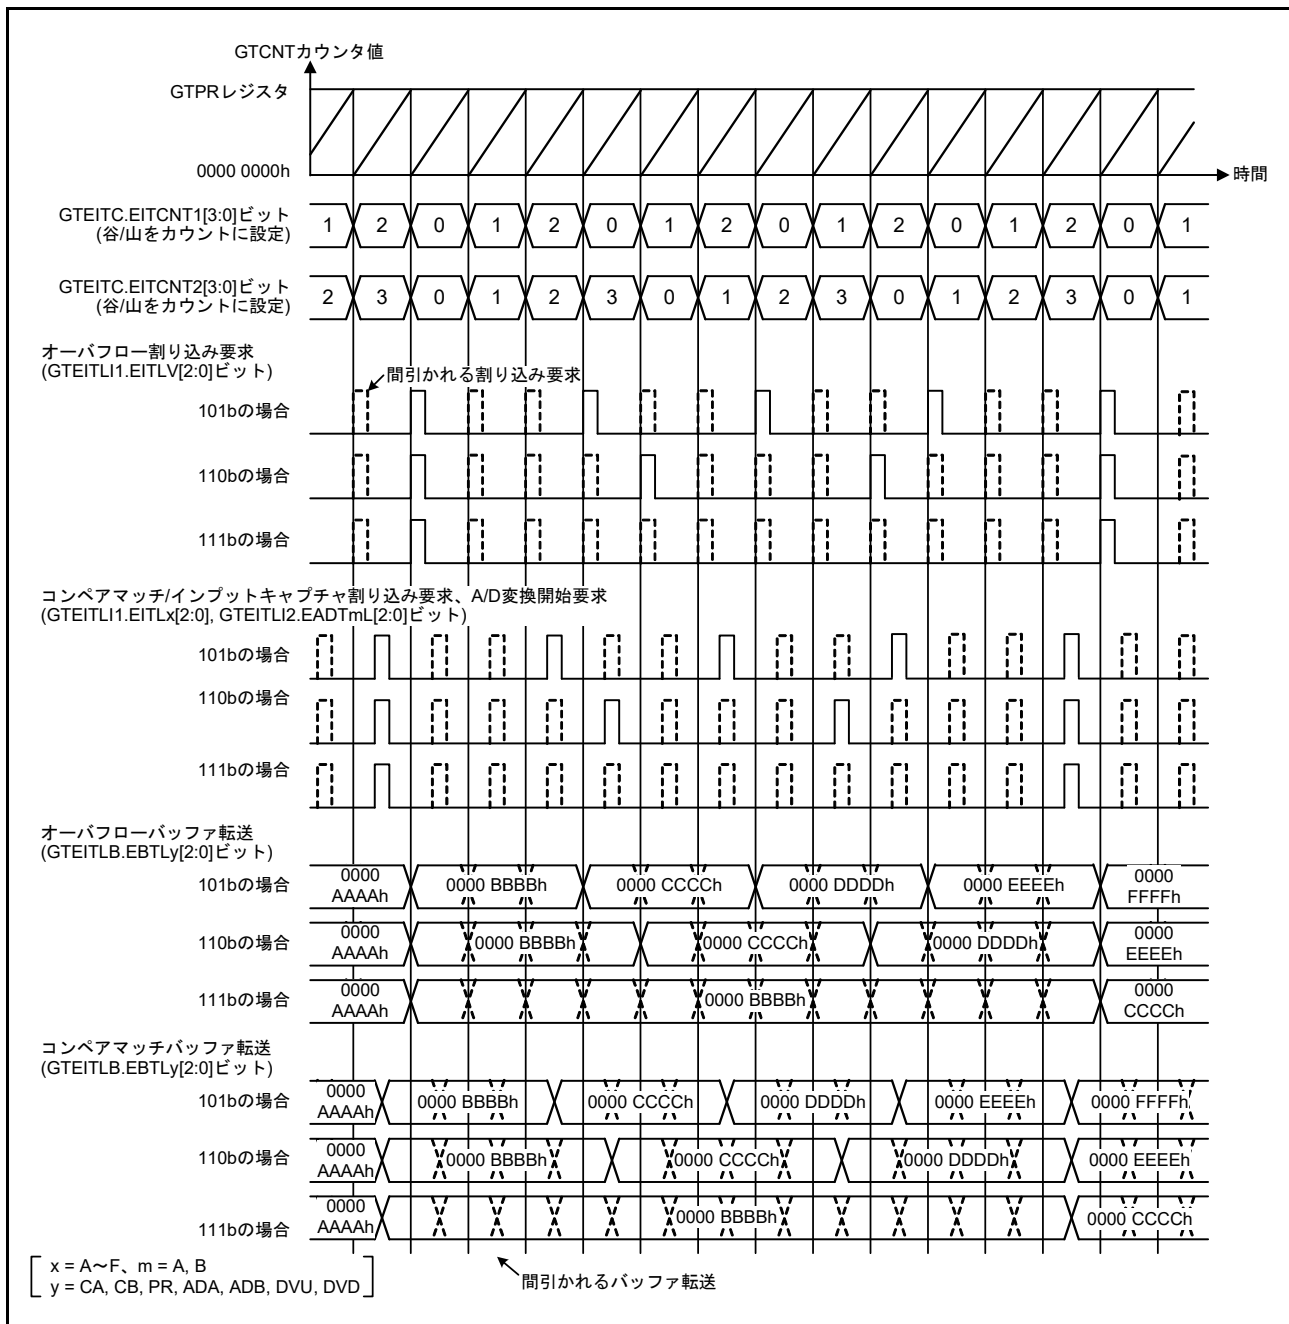 GTCNTカウンタ値
GTPRレジスタ
0000 0000h
時間
GTEITC.EITCNT1[3:0]ビット
(谷/山をカウントに設定)
1 2 0 1 2 0 1 2 0 1 2 0 1 2 0 1
GTEITC.EITCNT2[3:0]ビット
(谷/山をカウントに設定)
2 3 0 1 2 3 0 1 2 3 0 1 2 3 0 1
オーバフロー割り込み要求
(GTEITLI1.EITLV[2:0]ビット)
間引かれる割り込み要求
101bの場合
110bの場合
111bの場合
コンペアマッチ/インプットキャプチャ割り込み要求、A/D変換開始要求
(GTEITLI1.EITLx[2:0], GTEITLI2.EADTmL[2:0]ビット)
101bの場合
110bの場合
111bの場合
オーバフローバッファ転送
(GTEITLB.EBTLy[2:0]ビット)
101bの場合
0000
AAAAh
0000 BBBBh
0000 CCCCh
0000 DDDDh
0000 EEEEh
0000
FFFFh
110bの場合
0000
AAAAh
0000 BBBBh
0000 CCCCh
0000 DDDDh
0000
EEEEh
111bの場合
0000
AAAAh
0000 BBBBh
0000
CCCCh
コンペアマッチバッファ転送
(GTEITLB.EBTLy[2:0]ビット)
101bの場合
0000
AAAAh
0000 BBBBh
0000 CCCCh
0000 DDDDh
0000 EEEEh
0000 FFFFh
110bの場合
0000
AAAAh
0000 BBBBh
0000 CCCCh
0000 DDDDh
0000 EEEEh
111bの場合
0000
AAAAh
0000 BBBBh
0000 CCCCh
x = A～F、m = A, B
y = CA, CB, PR, ADA, ADB, DVU, DVD
間引かれるバッファ転送